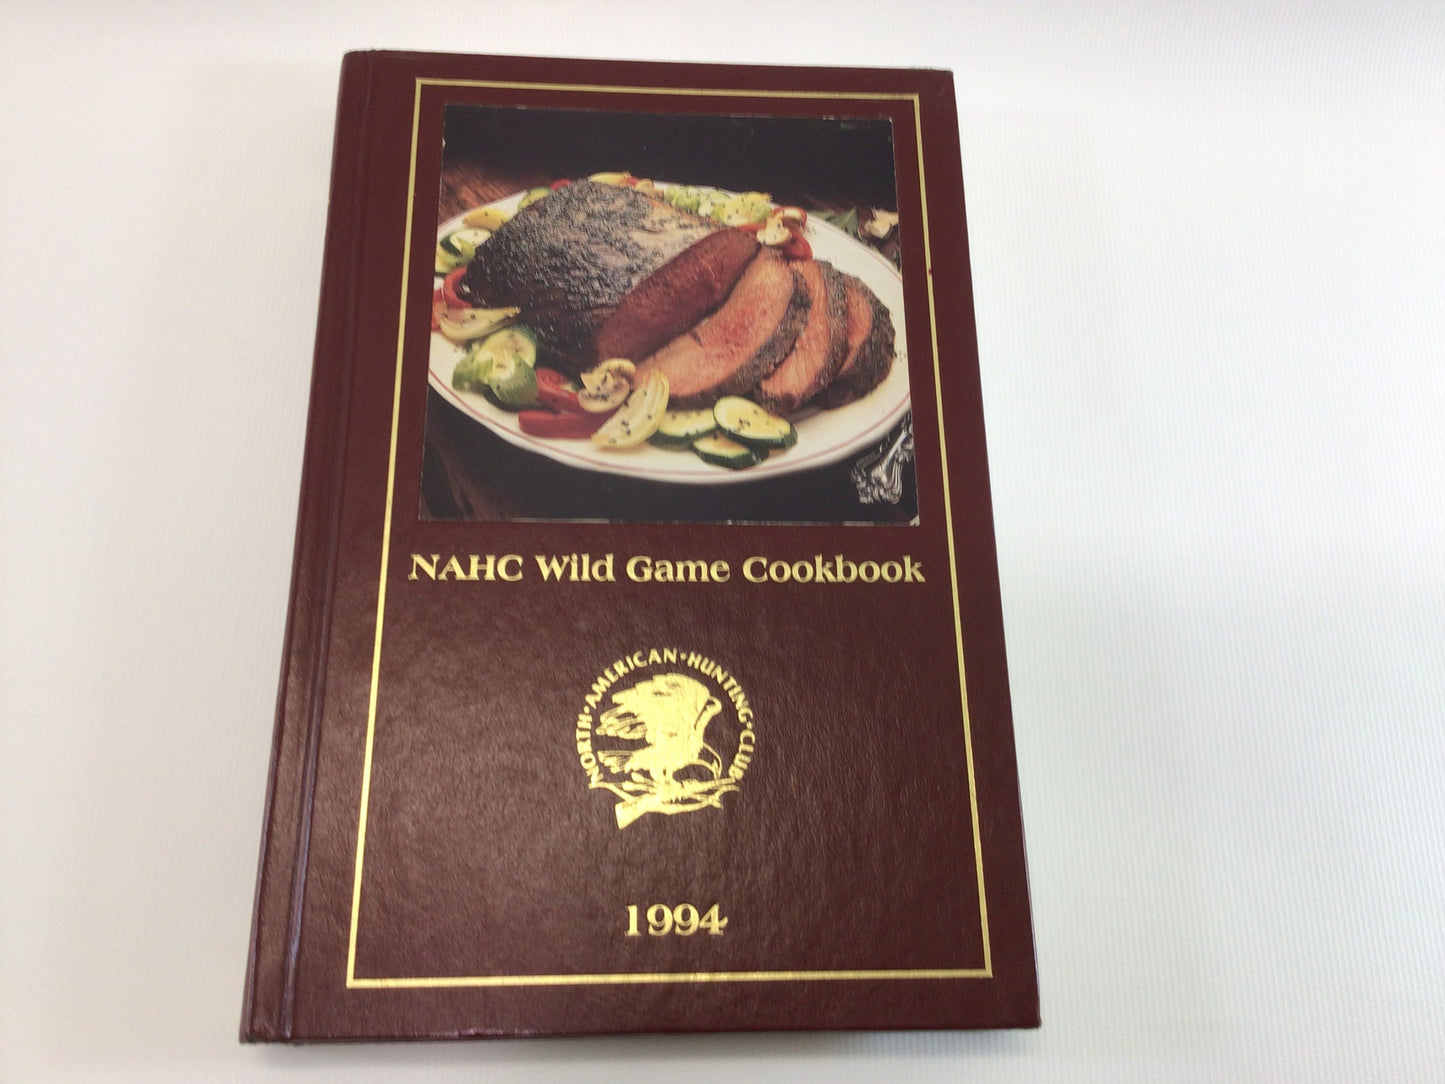 NAHC Wild Game Cookbook
NORTH•AMERICAN•HUNTING•CLUB
1994